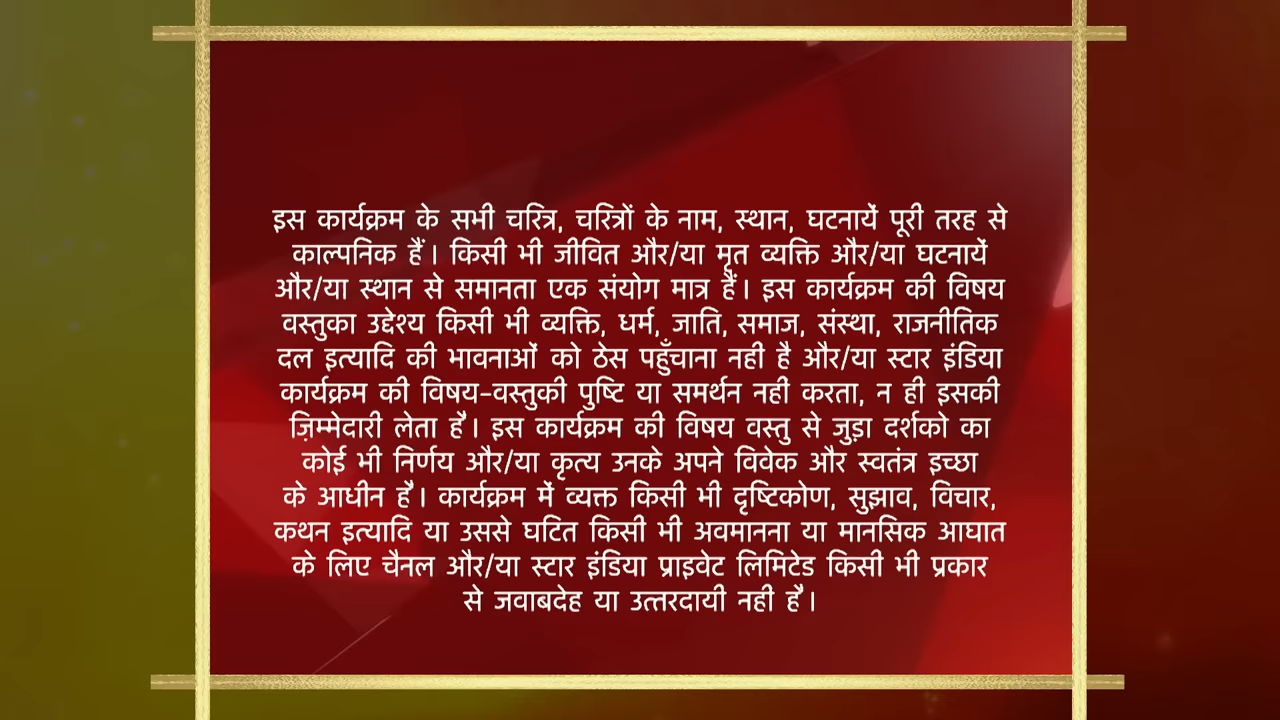 इस कार्यक्रम के सभी चरित्र, चरित्रों के नाम, स्थान, घटनायें पूरी तरह से
काल्पनिक हैं। किसी भी जीवित और/या मृत व्यक्ति और/या घटनायें
और/या स्थान से समानता एक संयोग मात्र हैं। इस कार्यक्रम की विषय
वस्तुका उद्देश्य किसी भी व्यक्ति, धर्म, जाति, समाज, संस्था, राजनीतिक
दल इत्यादि की भावनाओं को ठेस पहुँचाना नही है और/या स्टार इंडिया
कार्यक्रम की विषय-वस्तुकी पुष्टि या समर्थन नही करता, न ही इसकी
ज़िम्मेदारी लेता हैं। इस कार्यक्रम की विषय वस्तु से जुड़ा दर्शको का
कोई भी निर्णय और/या कृत्य उनके अपने विवेक और स्वतंत्र इच्छा
के आधीन हैं। कार्यक्रम में व्यक्त किसी भी दृष्टिकोण, सुझाव, विचार,
कथन इत्यादि या उससे घटित किसी भी अवमानना या मानसिक आघात
के लिए चैनल और/या स्टार इंडिया प्राइवेट लिमिटेड किसी भी प्रकार
से जवाबदेह या उत्तरदायी नही हैं।